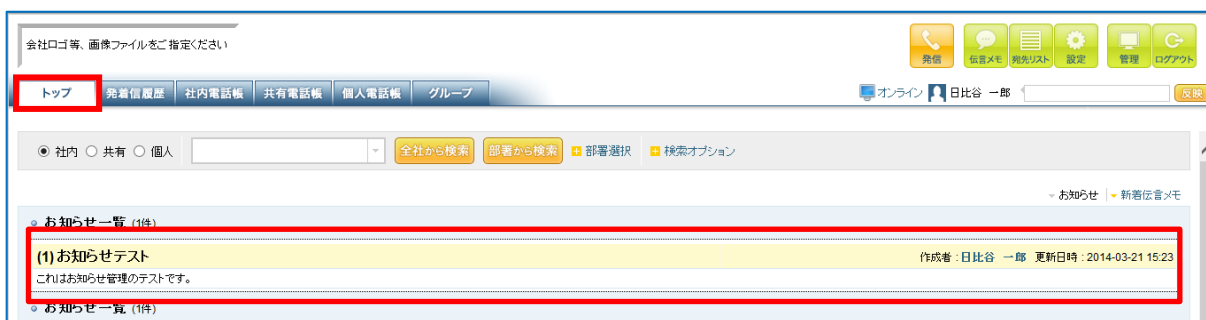 会社ロゴ等、画像ファイルをご指定ください
発信 伝言メモ 宛先リスト 設定 管理 ログアウト
トップ 発着信履歴 社内電話帳 共有電話帳 個人電話帳 グループ
オンライン 日比谷 一郎 反映
社内 共有 個人 全社から検索 部署から検索 部署選択 検索オプション
お知らせ 新着伝言メモ
お知らせ一覧 (1件)
(1)お知らせテスト 作成者 : 日比谷 一郎 更新日時 : 2014-03-21 15:23
これはお知らせ管理のテストです。
お知らせ一覧 (1件)